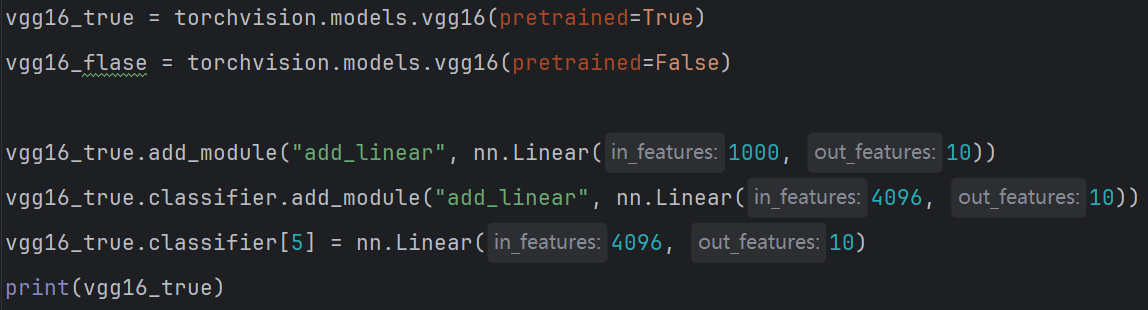 vgg16_true = torchvision.models.vgg16(pretrained=True)
vgg16_flase = torchvision.models.vgg16(pretrained=False)
vgg16_true.add_module("add_linear", nn.Linear(in_features: 1000, out_features: 10))
vgg16_true.classifier.add_module("add_linear", nn.Linear(in_features: 4096, out_features: 10))
vgg16_true.classifier[5] = nn.Linear(in_features: 4096, out_features: 10)
print(vgg16_true)